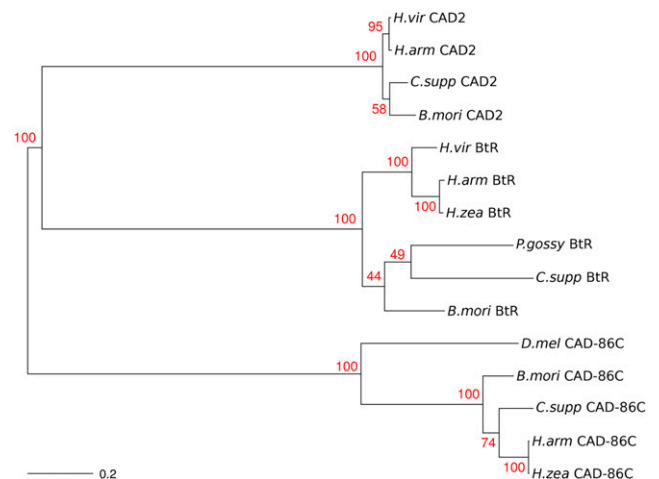 H.vir CAD2
95
H.arm CAD2
100
C.supp CAD2
58
B.mori CAD2
100
H.vir BtR
100
H.arm BtR
100
H.zea BtR
100
P.gossy BtR
49
C.supp BtR
44
B.mori BtR
D.mel CAD-86C
100
B.mori CAD-86C
100
C.supp CAD-86C
74
H.arm CAD-86C
100
H.zea CAD-86C
0.2